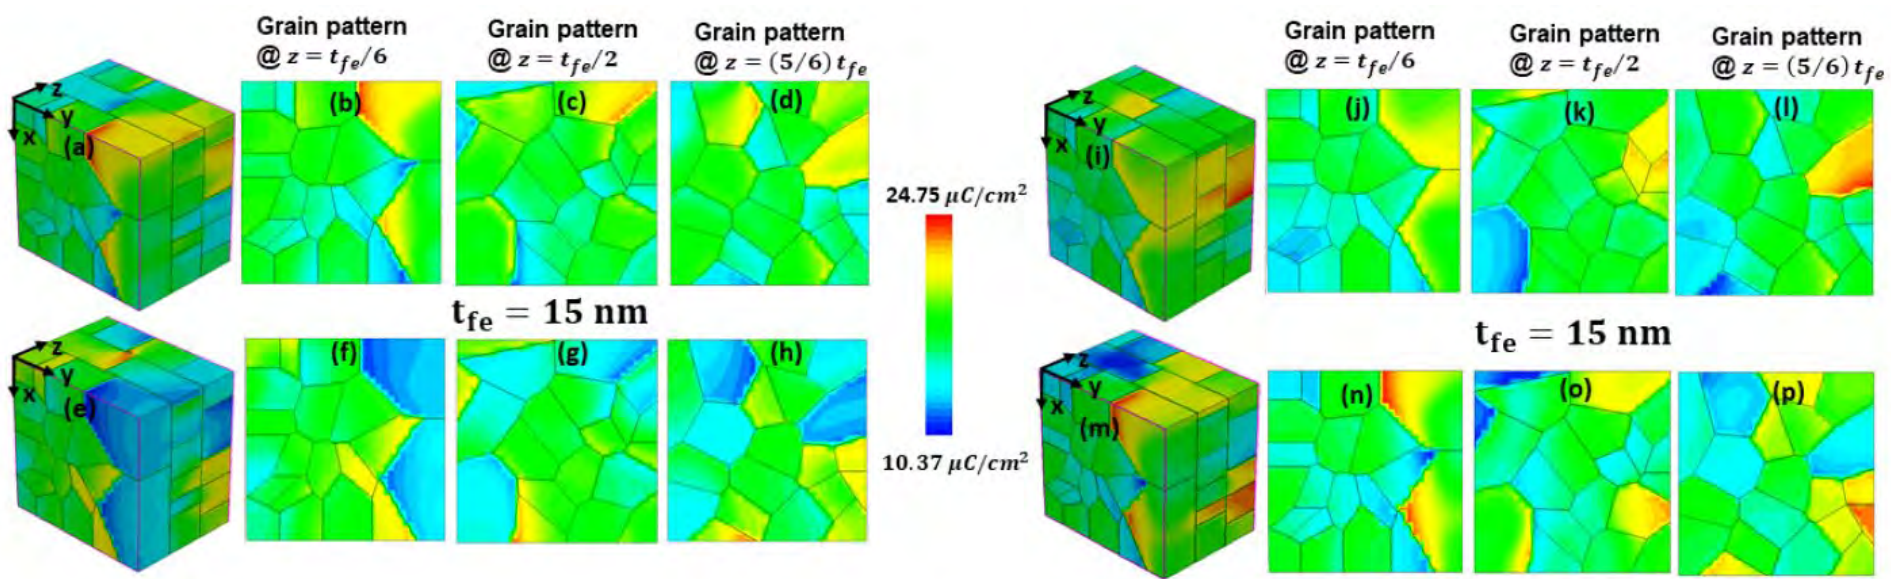 Grain pattern
@ z = t_fe/6
Grain pattern
@ z = t_fe/2
Grain pattern
@ z = (5/6) t_fe
z
y
x
(a)
(b)
(c)
(d)
t_fe = 15 nm
z
y
x
(e)
(f)
(g)
(h)
24.75 μC/cm²
10.37 μC/cm²
Grain pattern
@ z = t_fe/6
Grain pattern
@ z = t_fe/2
Grain pattern
@ z = (5/6) t_fe
z
y
x
(i)
(j)
(k)
(l)
t_fe = 15 nm
z
y
x
(m)
(n)
(o)
(p)